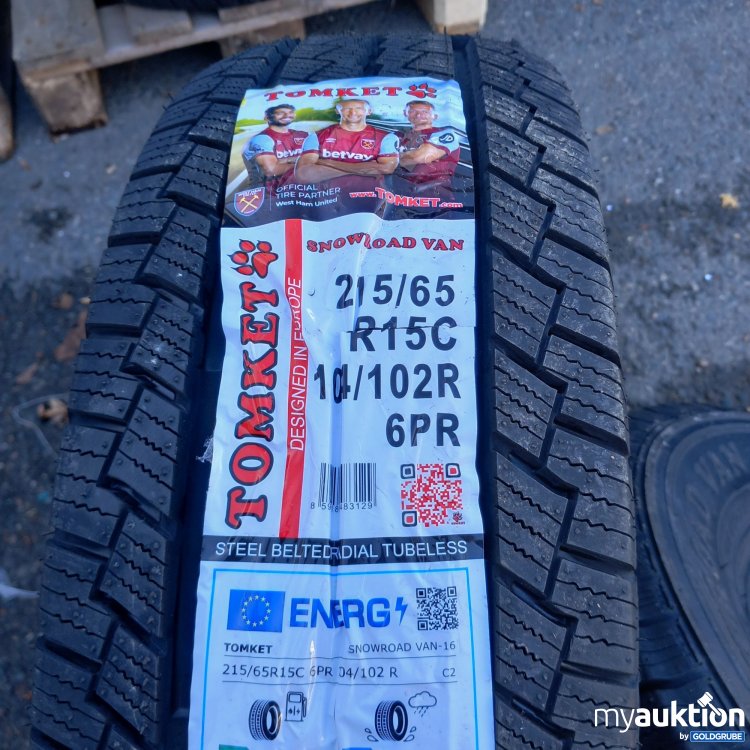 TOMKET
betway
betway
OFFICIAL
TIRE PARTNER
West Ham United
www.TOMKET.com
SNOWROAD VAN
TOMKET
DESIGNED IN EUROPE
215/65
R15C
104/102R
6PR
STEEL BELTED RADIAL TUBELESS
ENERG
TOMKET SNOWROAD VAN-16
215/65R15C 6PR 104/102 R C2
myauktion
by GOLDGRUBE